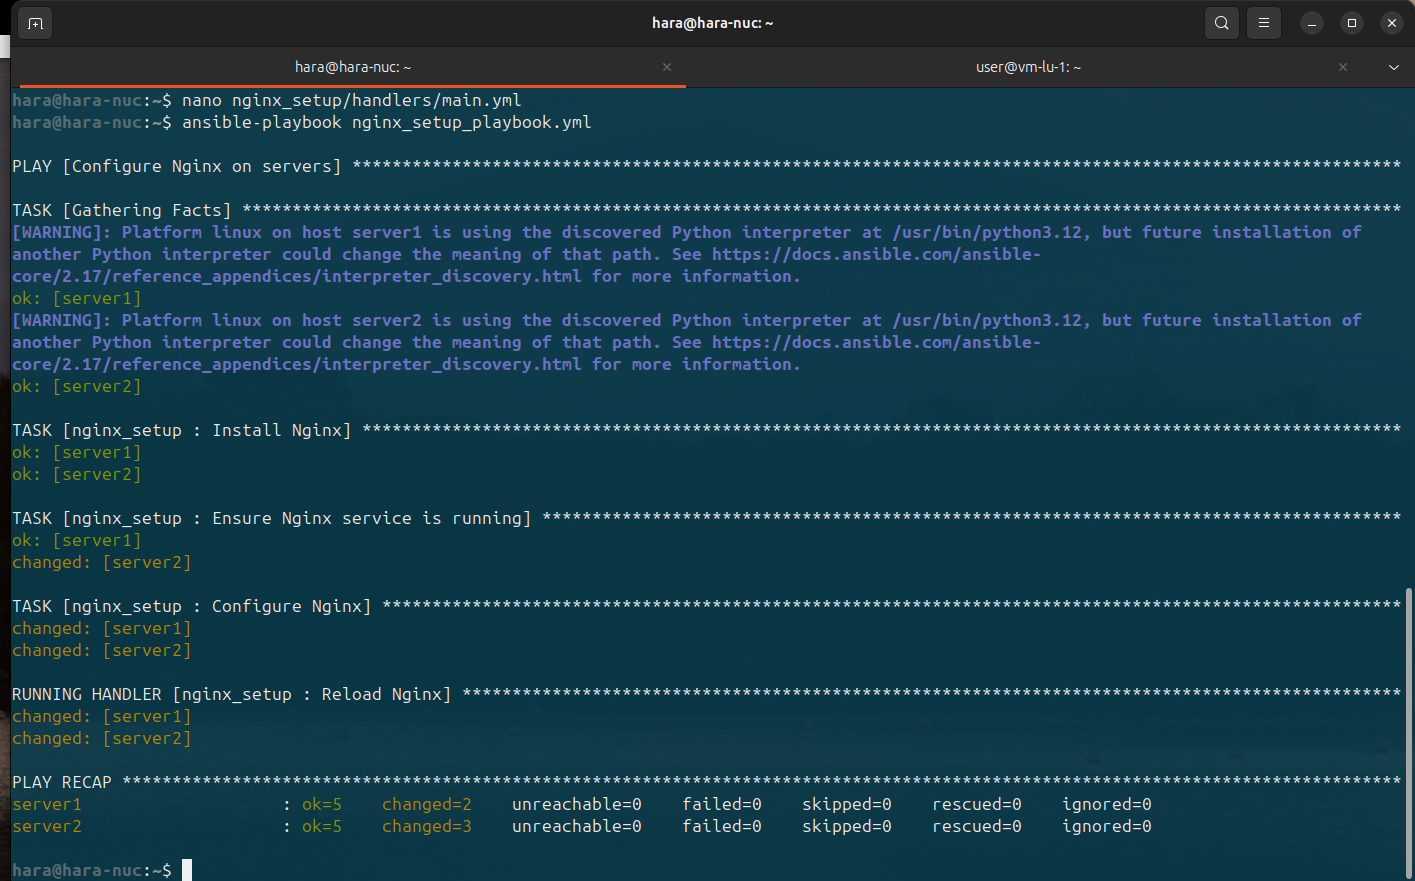 hara@hara-nuc: ~
hara@hara-nuc: ~ × user@vm-lu-1: ~ ×
hara@hara-nuc:~$ nano nginx_setup/handlers/main.yml
hara@hara-nuc:~$ ansible-playbook nginx_setup_playbook.yml
PLAY [Configure Nginx on servers] *********************************************************************************************************
TASK [Gathering Facts] ********************************************************************************************************************
[WARNING]: Platform linux on host server1 is using the discovered Python interpreter at /usr/bin/python3.12, but future installation of
another Python interpreter could change the meaning of that path. See https://docs.ansible.com/ansible-
core/2.17/reference_appendices/interpreter_discovery.html for more information.
ok: [server1]
[WARNING]: Platform linux on host server2 is using the discovered Python interpreter at /usr/bin/python3.12, but future installation of
another Python interpreter could change the meaning of that path. See https://docs.ansible.com/ansible-
core/2.17/reference_appendices/interpreter_discovery.html for more information.
ok: [server2]
TASK [nginx_setup : Install Nginx] ********************************************************************************************************
ok: [server1]
ok: [server2]
TASK [nginx_setup : Ensure Nginx service is running] **************************************************************************************
ok: [server1]
changed: [server2]
TASK [nginx_setup : Configure Nginx] ******************************************************************************************************
changed: [server1]
changed: [server2]
RUNNING HANDLER [nginx_setup : Reload Nginx] **********************************************************************************************
changed: [server1]
changed: [server2]
PLAY RECAP ********************************************************************************************************************************
server1                    : ok=5    changed=2    unreachable=0    failed=0    skipped=0    rescued=0    ignored=0
server2                    : ok=5    changed=3    unreachable=0    failed=0    skipped=0    rescued=0    ignored=0
hara@hara-nuc:~$